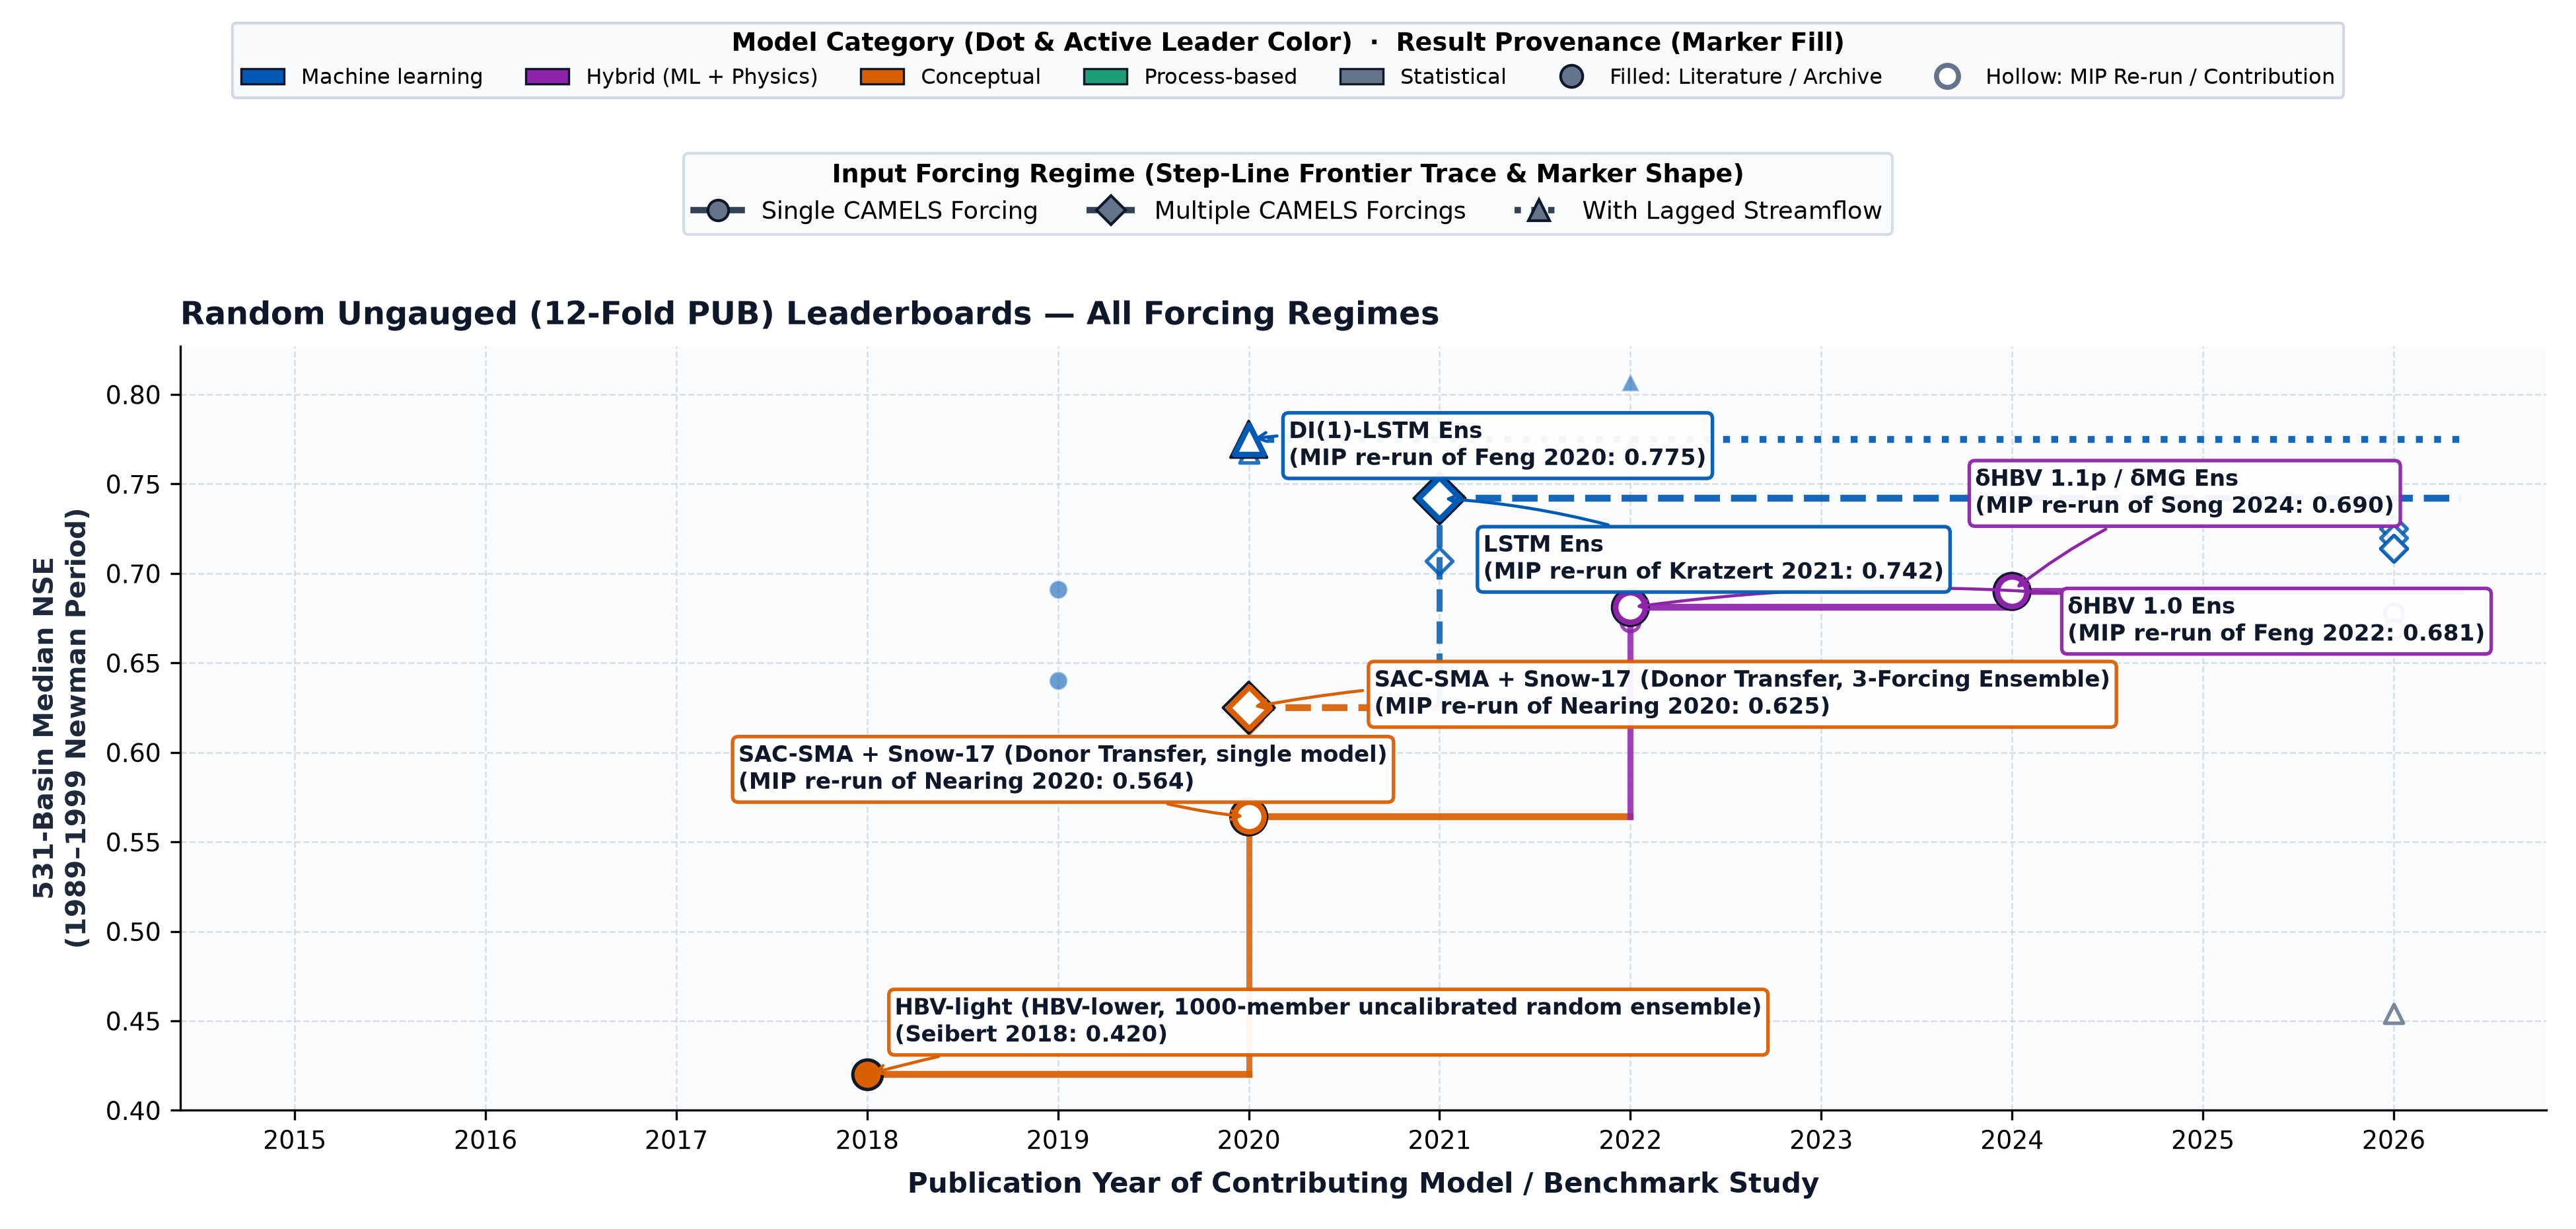 Model Category (Dot & Active Leader Color)  ·  Result Provenance (Marker Fill)
Machine learning
Hybrid (ML + Physics)
Conceptual
Process-based
Statistical
Filled: Literature / Archive
Hollow: MIP Re-run / Contribution
Input Forcing Regime (Step-Line Frontier Trace & Marker Shape)
Single CAMELS Forcing
Multiple CAMELS Forcings
With Lagged Streamflow
Random Ungauged (12-Fold PUB) Leaderboards — All Forcing Regimes
531-Basin Median NSE
(1989–1999 Newman Period)
0.80
0.75
0.70
0.65
0.60
0.55
0.50
0.45
0.40
DI(1)-LSTM Ens
(MIP re-run of Feng 2020: 0.775)
δHBV 1.1p / δMG Ens
(MIP re-run of Song 2024: 0.690)
LSTM Ens
(MIP re-run of Kratzert 2021: 0.742)
δHBV 1.0 Ens
(MIP re-run of Feng 2022: 0.681)
SAC-SMA + Snow-17 (Donor Transfer, 3-Forcing Ensemble)
(MIP re-run of Nearing 2020: 0.625)
SAC-SMA + Snow-17 (Donor Transfer, single model)
(MIP re-run of Nearing 2020: 0.564)
HBV-light (HBV-lower, 1000-member uncalibrated random ensemble)
(Seibert 2018: 0.420)
2015
2016
2017
2018
2019
2020
2021
2022
2023
2024
2025
2026
Publication Year of Contributing Model / Benchmark Study